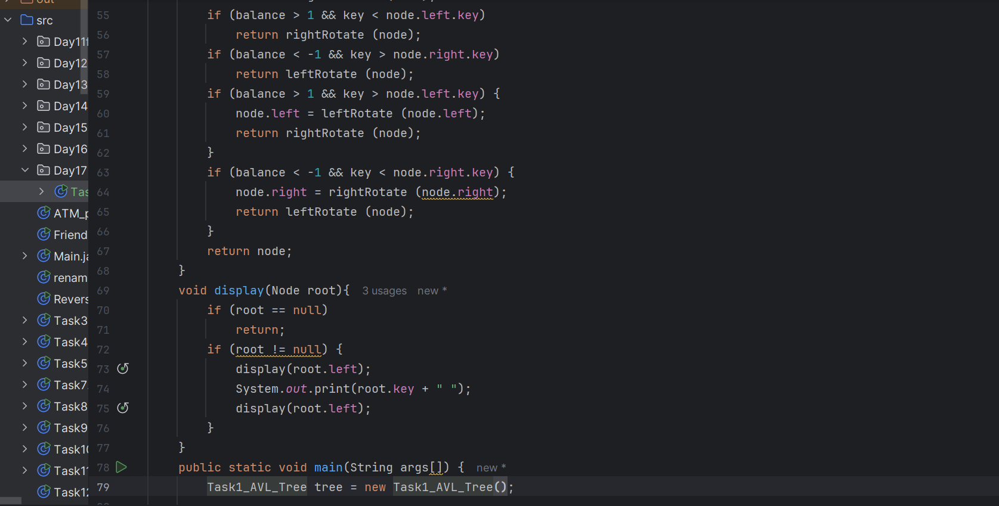 out
src
Day11
Day12
Day13
Day14
Day15
Day16
Day17
Tas
ATM_p
Friend
Main.ja
renam
Revers
Task3
Task4
Task5
Task7.
Task8
Task9
Task10
Task11
Task12
55 if (balance > 1 && key < node.left.key)
56 return rightRotate (node);
57 if (balance < -1 && key > node.right.key)
58 return leftRotate (node);
59 if (balance > 1 && key > node.left.key) {
60 node.left = leftRotate (node.left);
61 return rightRotate (node);
62 }
63 if (balance < -1 && key < node.right.key) {
64 node.right = rightRotate (node.right);
65 return leftRotate (node);
66 }
67 return node;
68 }
69 void display(Node root){ 3 usages new *
70 if (root == null)
71 return;
72 if (root != null) {
73 display(root.left);
74 System.out.print(root.key + " ");
75 display(root.left);
76 }
77 }
78 public static void main(String args[]) { new *
79 Task1_AVL_Tree tree = new Task1_AVL_Tree();